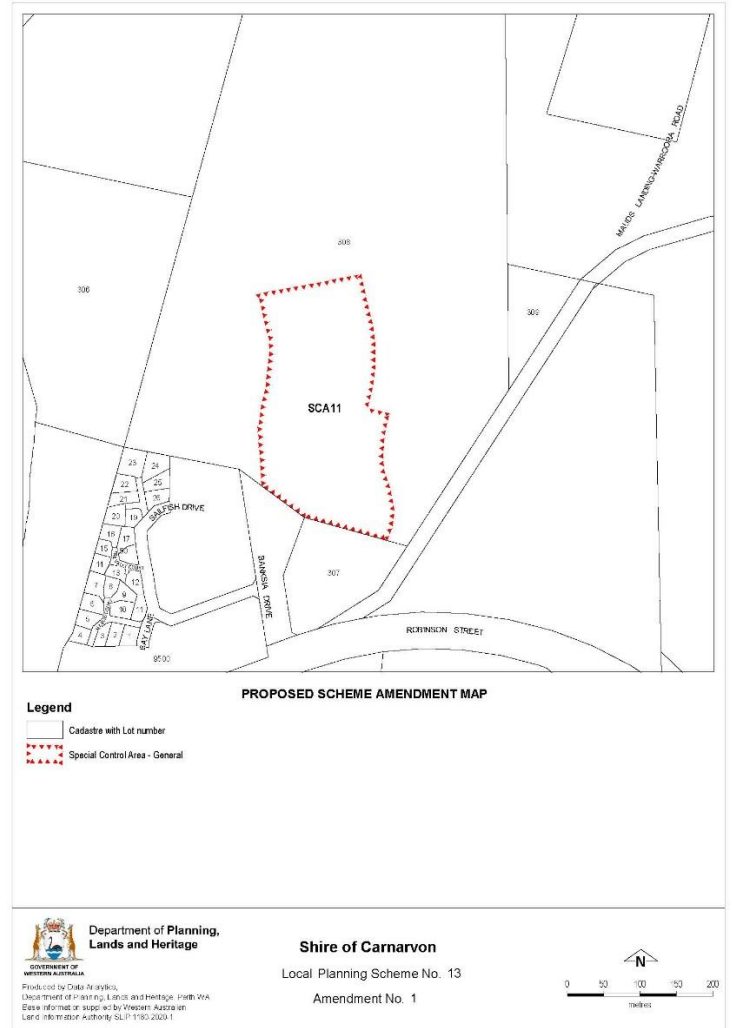 MAUDS LANDING-WARROORA ROAD
308
306
309
SCA11
23
24
22
25
21
26
20
19
SAILFISH DRIVE
16
17
15
11
13
12
7
8
9
6
10
11
5
4
3
2
1
BAY LANE
BANKSIA DRIVE
307
ROBINSON STREET
9500
PROPOSED SCHEME AMENDMENT MAP
Legend
Cadastre with Lot number
Special Control Area - General
GOVERNMENT OF
WESTERN AUSTRALIA
Department of Planning,
Lands and Heritage
Produced by Data Analytics,
Department of Planning, Lands and Heritage, Perth WA
Base information supplied by Western Australian
Land Information Authority SLIP 1180-2020-1
Shire of Carnarvon
Local Planning Scheme No. 13
Amendment No. 1
N
0 50 100 150 200
metres